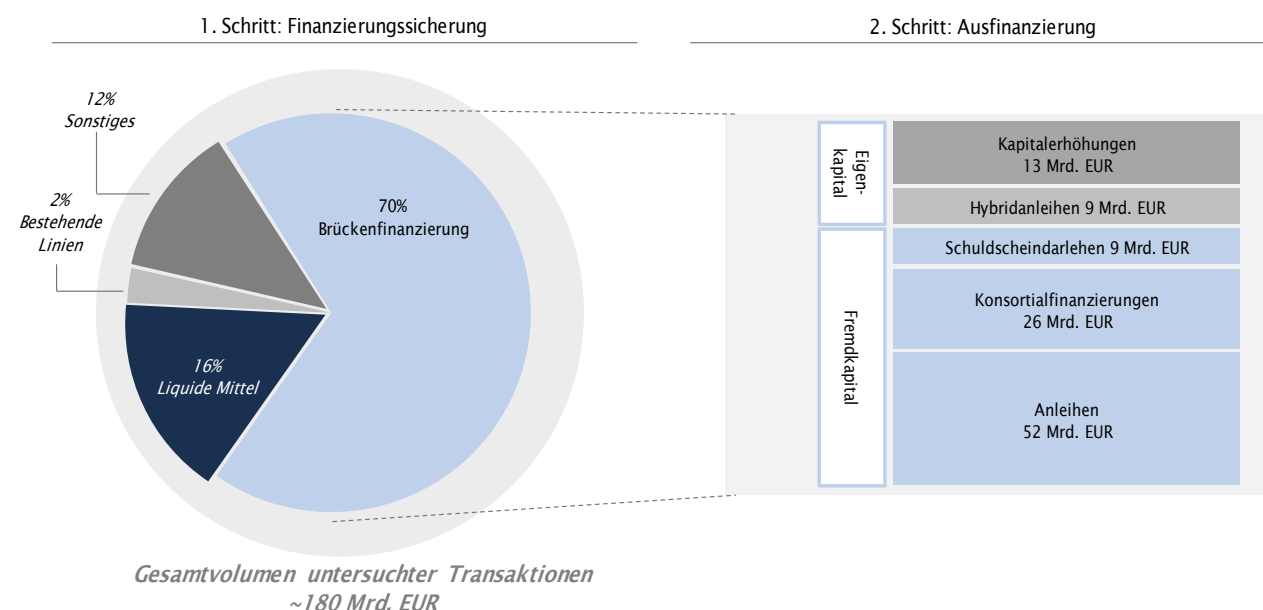 1. Schritt: Finanzierungssicherung
2. Schritt: Ausfinanzierung
12%
Sonstiges
2%
Bestehende
Linien
70%
Brückenfinanzierung
16%
Liquide Mittel
Gesamtvolumen untersuchter Transaktionen
~180 Mrd. EUR
Eigen-
kapital
Kapitalerhöhungen
13 Mrd. EUR
Hybridanleihen 9 Mrd. EUR
Fremdkapital
Schuldscheindarlehen 9 Mrd. EUR
Konsortialfinanzierungen
26 Mrd. EUR
Anleihen
52 Mrd. EUR